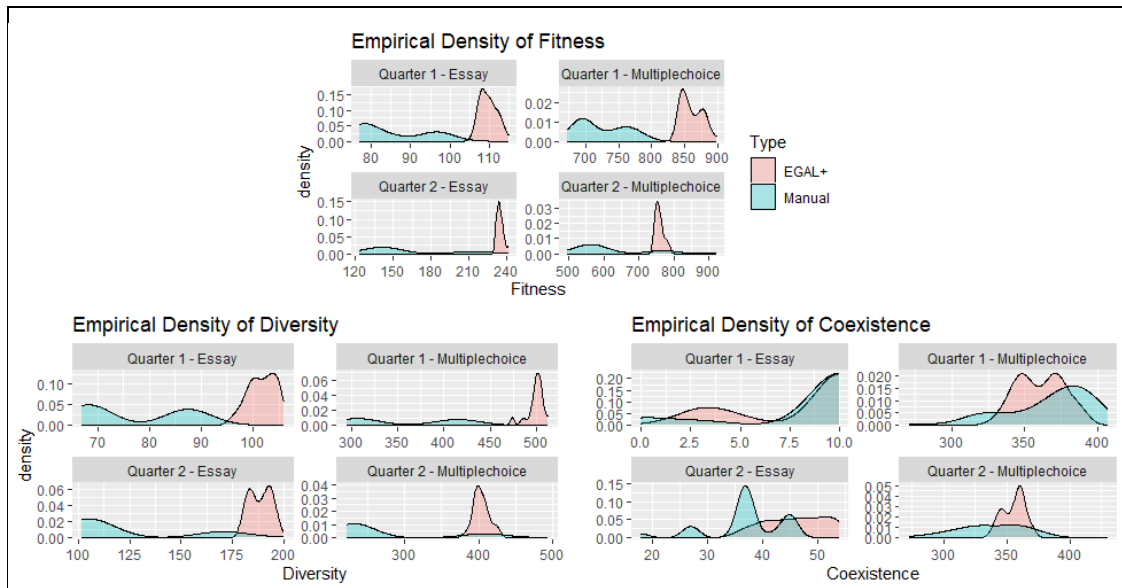 Empirical Density of Fitness
Quarter 1 - Essay Quarter 1 - Multiplechoice
0.15
0.10
0.05
0.00
80 90 100 110
0.02
0.01
0.00
700 750 800 850 900
Quarter 2 - Essay Quarter 2 - Multiplechoice
0.15
0.10
0.05
0.00
120 150 180 210 240
0.03
0.02
0.01
0.00
500 600 700 800 900
density
Fitness
Type
EGAL+
Manual
Empirical Density of Diversity
Quarter 1 - Essay Quarter 1 - Multiplechoice
0.10
0.05
0.00
70 80 90 100
0.06
0.04
0.02
0.00
300 350 400 450 500
Quarter 2 - Essay Quarter 2 - Multiplechoice
0.06
0.04
0.02
0.00
100 125 150 175 200
0.04
0.03
0.02
0.01
0.00
300 400 500
density
Diversity
Empirical Density of Coexistence
Quarter 1 - Essay Quarter 1 - Multiplechoice
0.20
0.15
0.10
0.05
0.00
0.0 2.5 5.0 7.5 10.0
0.020
0.015
0.010
0.005
0.000
300 350 400
Quarter 2 - Essay Quarter 2 - Multiplechoice
0.15
0.10
0.05
0.00
20 30 40 50
0.05
0.04
0.03
0.02
0.01
0.00
300 350 400
Coexistence